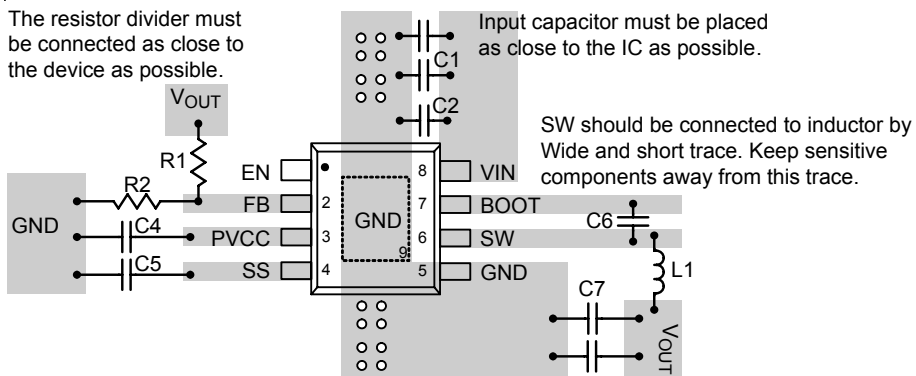 The resistor divider must
be connected as close to
the device as possible.
Input capacitor must be placed
as close to the IC as possible.
C1
C2
VOUT
SW should be connected to inductor by
Wide and short trace. Keep sensitive
components away from this trace.
R1
R2
EN
8
VIN
FB
2
7
BOOT
GND
C4
PVCC
3
GND
6
SW
C6
9
C5
SS
4
5
GND
L1
C7
VOUT